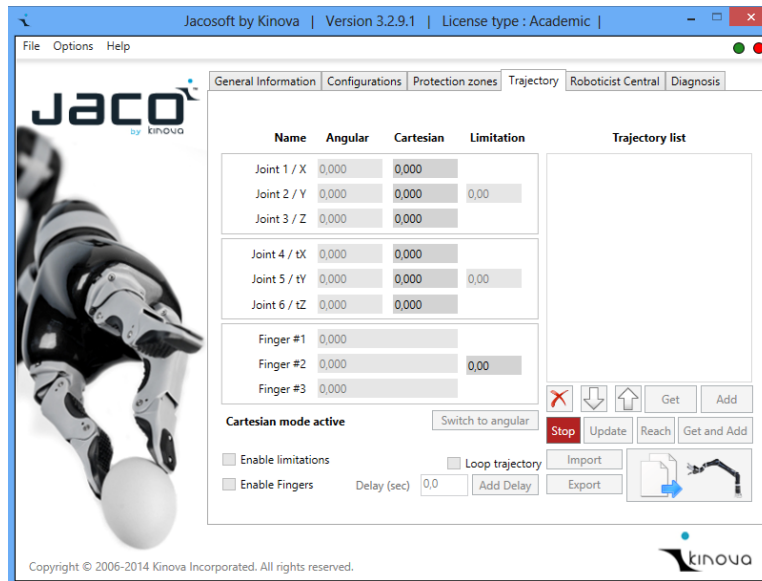 Jacosoft by Kinova | Version 3.2.9.1 | License type : Academic |
File Options Help
General Information Configurations Protection zones Trajectory Roboticist Central Diagnosis
Jaco
by kinova
Name Angular Cartesian Limitation Trajectory list
Joint 1 / X 0,000 0,000
Joint 2 / Y 0,000 0,000 0,00
Joint 3 / Z 0,000 0,000
Joint 4 / tX 0,000 0,000
Joint 5 / tY 0,000 0,000 0,00
Joint 6 / tZ 0,000 0,000
Finger #1 0,000
Finger #2 0,000 0,00
Finger #3 0,000
Get Add
Cartesian mode active Switch to angular
Stop Update Reach Get and Add
Enable limitations Loop trajectory Import
Enable Fingers Delay (sec) 0,0 Add Delay Export
kinova
Copyright © 2006-2014 Kinova Incorporated. All rights reserved.